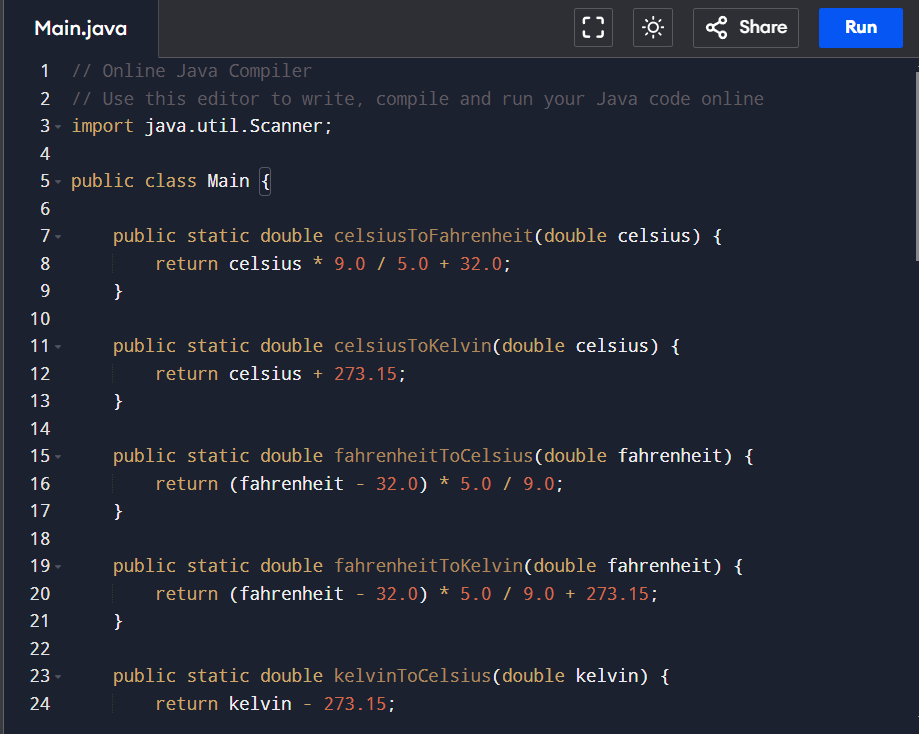 Main.java
Share
Run
1 // Online Java Compiler
2 // Use this editor to write, compile and run your Java code online
3 import java.util.Scanner;
4
5 public class Main {
6
7     public static double celsiusToFahrenheit(double celsius) {
8         return celsius * 9.0 / 5.0 + 32.0;
9     }
10
11     public static double celsiusToKelvin(double celsius) {
12         return celsius + 273.15;
13     }
14
15     public static double fahrenheitToCelsius(double fahrenheit) {
16         return (fahrenheit - 32.0) * 5.0 / 9.0;
17     }
18
19     public static double fahrenheitToKelvin(double fahrenheit) {
20         return (fahrenheit - 32.0) * 5.0 / 9.0 + 273.15;
21     }
22
23     public static double kelvinToCelsius(double kelvin) {
24         return kelvin - 273.15;